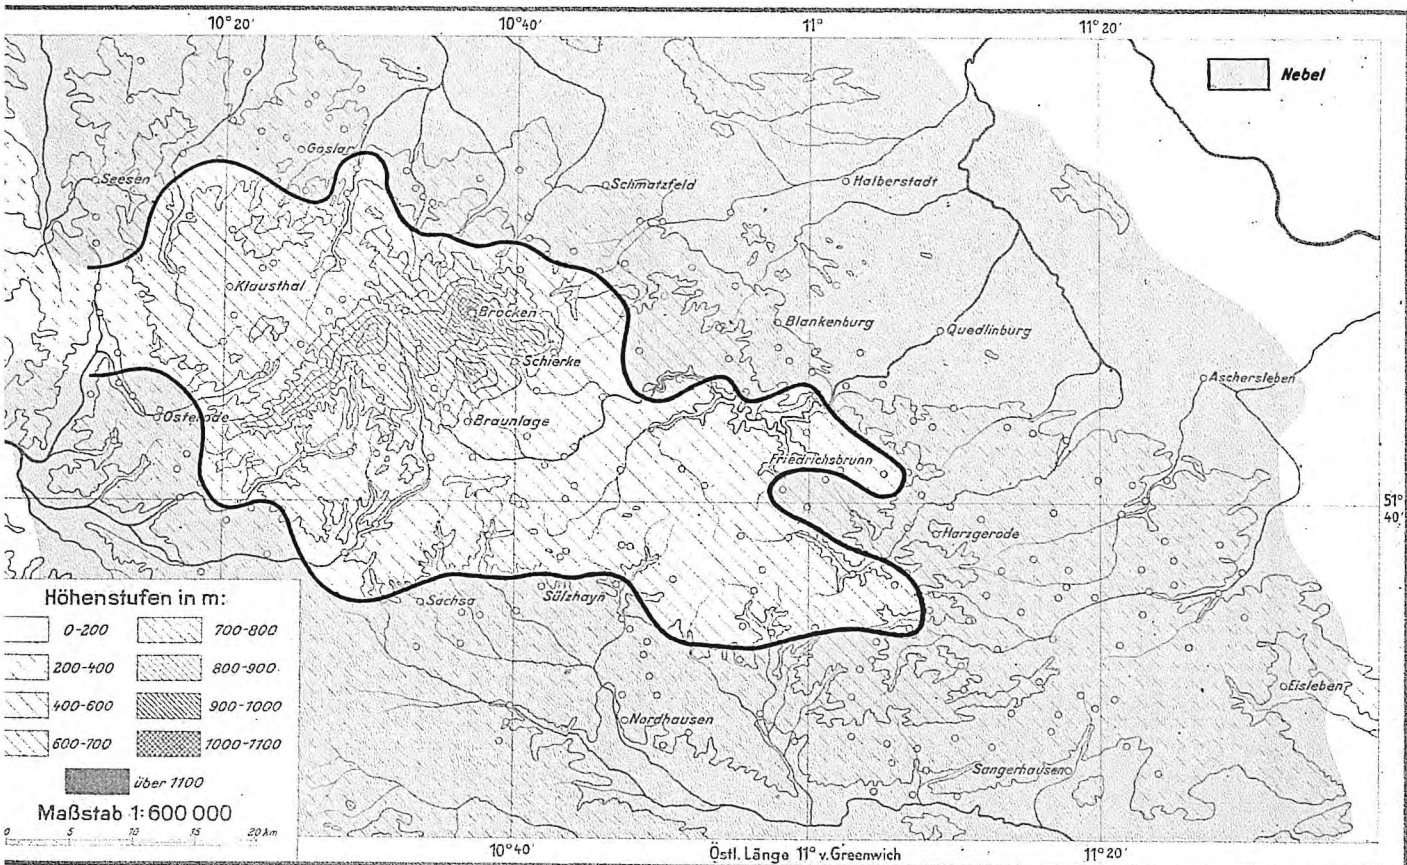 10°20′ 10°40′ 11° 11°20′
Nebel
Goslar
Seesen
Schmatzfeld
Halberstadt
Klausthal
Brocken
Blankenburg
Quedlinburg
Schierke
Aschersleben
Osterode
Braunlage
Friedrichsbrunn
51°
40′
Harzgerode
Sachsa
Sülzhayn
Höhenstufen in m:
0-200 700-800
200-400 800-900
400-600 900-1000
600-700 1000-1100
über 1100
Maßstab 1:600 000
0 5 10 15 20 km
Eisleben
Nordhausen
Sangerhausen
10°40′ Östl. Länge 11° v. Greenwich 11°20′